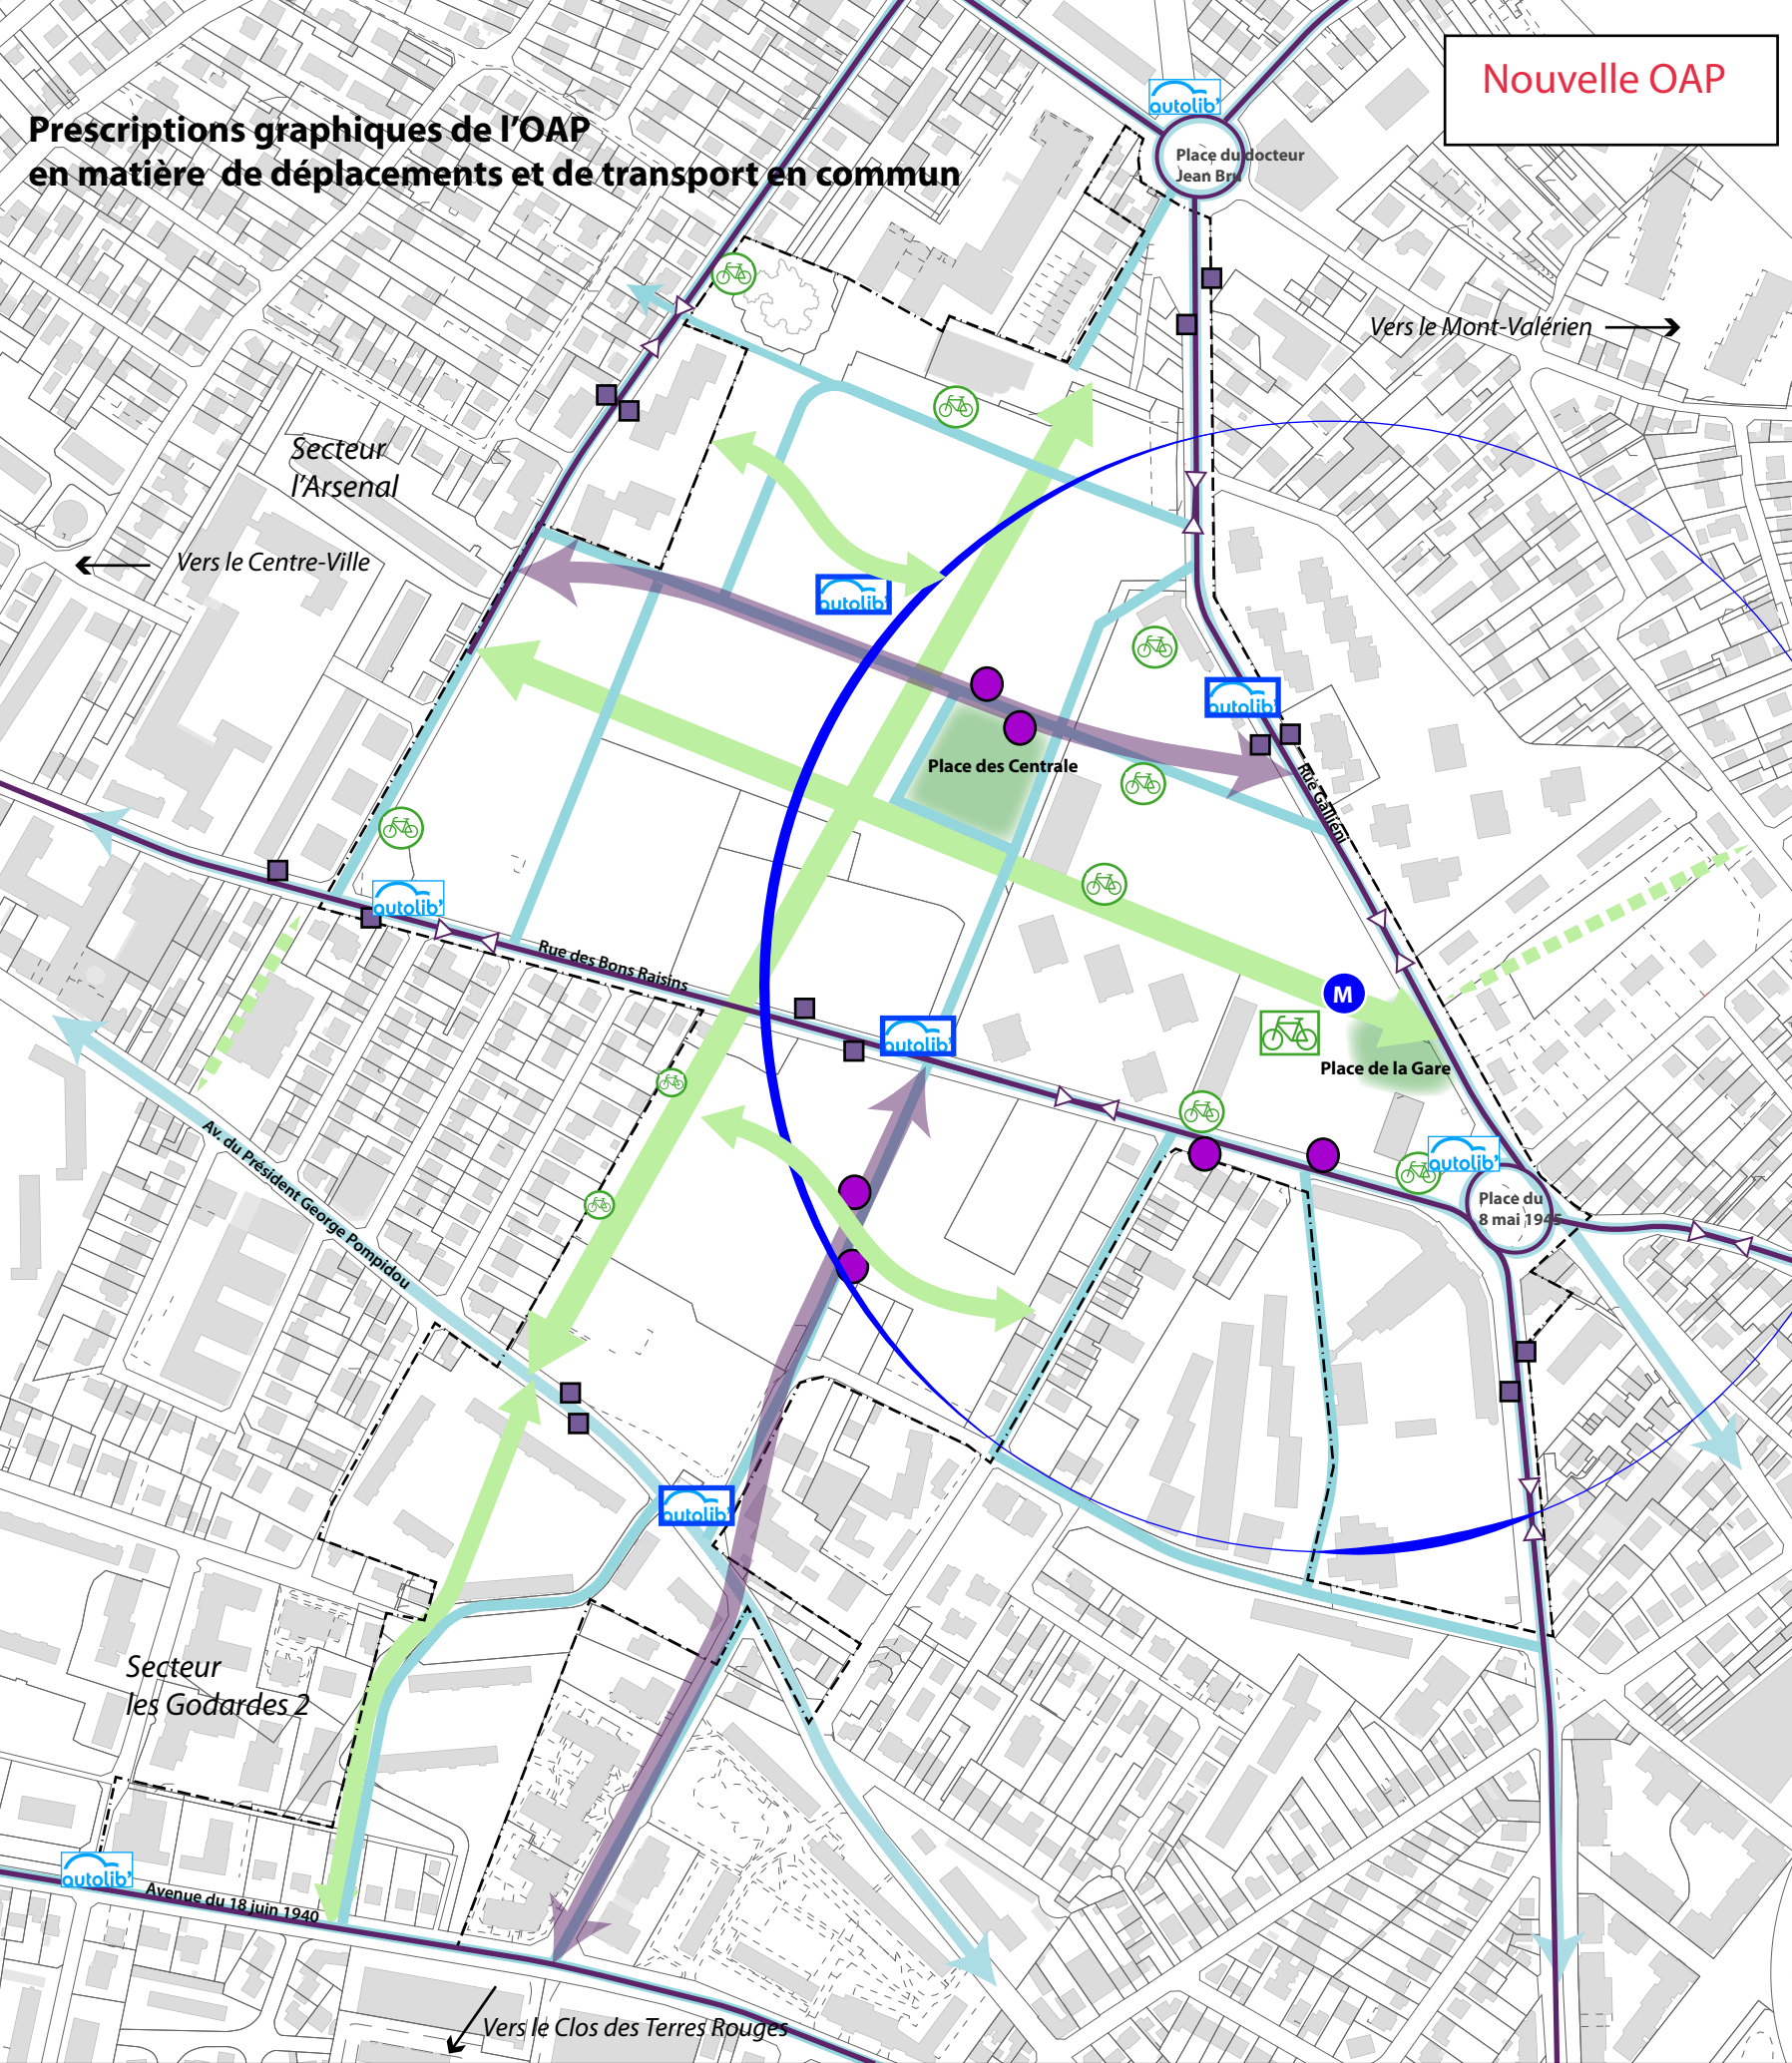 Nouvelle OAP
Prescriptions graphiques de l’OAP
en matière de déplacements et de transport en commun
autolib'
Place du docteur
Jean Bru
Vers le Mont-Valérien
Secteur
l’Arsenal
Vers le Centre-Ville
autolib'
autolib'
Place des Centrale
Rue Galliéni
autolib'
Rue des Bons Raisins
autolib'
M
Place de la Gare
Av. du Président George Pompidou
autolib'
Place du
8 mai 1945
autolib'
Secteur
les Godardes 2
autolib'
Avenue du 18 juin 1940
Vers le Clos des Terres Rouges